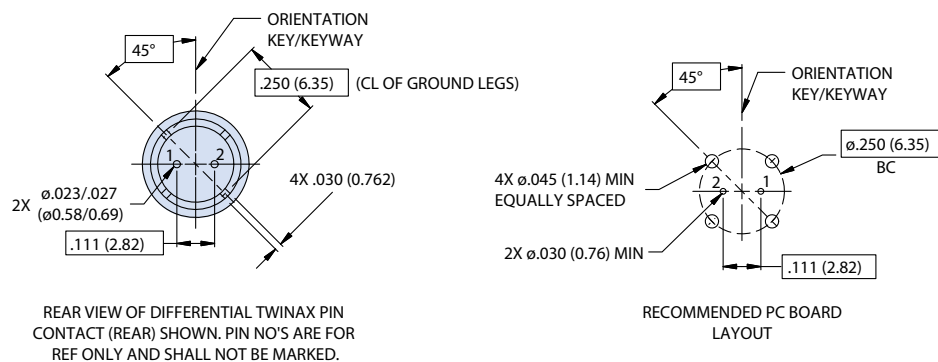 ORIENTATION
KEY/KEYWAY
45°
.250 (6.35) (CL OF GROUND LEGS)
1 2
2X ø.023/.027
(ø0.58/0.69)
4X .030 (0.762)
.111 (2.82)
REAR VIEW OF DIFFERENTIAL TWINAX PIN
CONTACT (REAR) SHOWN. PIN NO'S ARE FOR
REF ONLY AND SHALL NOT BE MARKED.
45°
ORIENTATION
KEY/KEYWAY
ø.250 (6.35)
BC
4X ø.045 (1.14) MIN
EQUALLY SPACED
2 1
2X ø.030 (0.76) MIN
.111 (2.82)
RECOMMENDED PC BOARD
LAYOUT